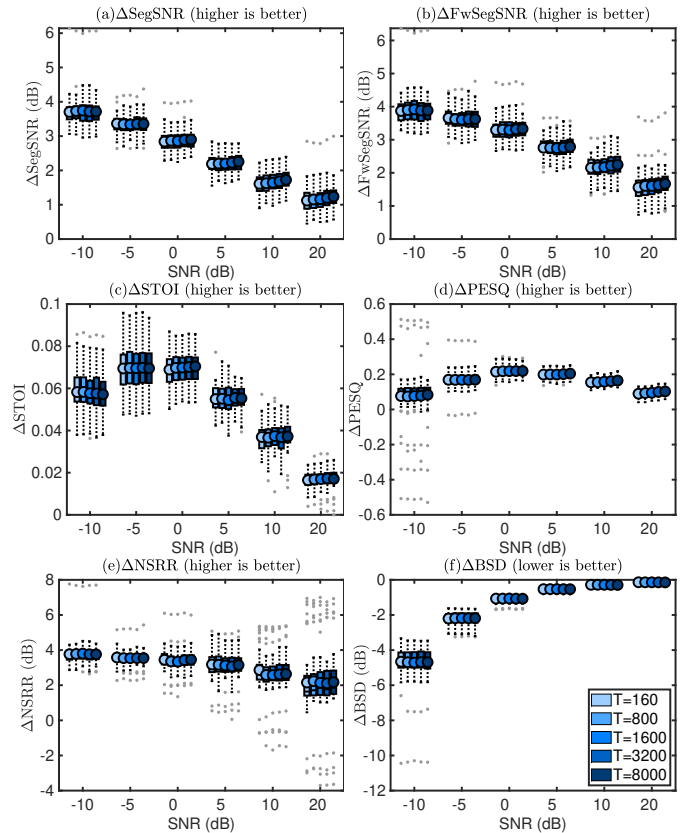 (a)ΔSegSNR (higher is better)
6
5
4
3
2
1
0
ΔSegSNR (dB)
-10 -5 0 5 10 20
SNR (dB)
(b)ΔFwSegSNR (higher is better)
6
5
4
3
2
1
0
ΔFwSegSNR (dB)
-10 -5 0 5 10 20
SNR (dB)
(c)ΔSTOI (higher is better)
0.1
0.08
0.06
0.04
0.02
0
ΔSTOI
-10 -5 0 5 10 20
SNR (dB)
(d)ΔPESQ (higher is better)
0.6
0.4
0.2
0
-0.2
-0.4
-0.6
ΔPESQ
-10 -5 0 5 10 20
SNR (dB)
(e)ΔNSRR (higher is better)
8
6
4
2
0
-2
-4
ΔNSRR (dB)
-10 -5 0 5 10 20
SNR (dB)
(f)ΔBSD (lower is better)
0
-2
-4
-6
-8
-10
-12
ΔBSD (dB)
T=160
T=800
T=1600
T=3200
T=8000
-10 -5 0 5 10 20
SNR (dB)